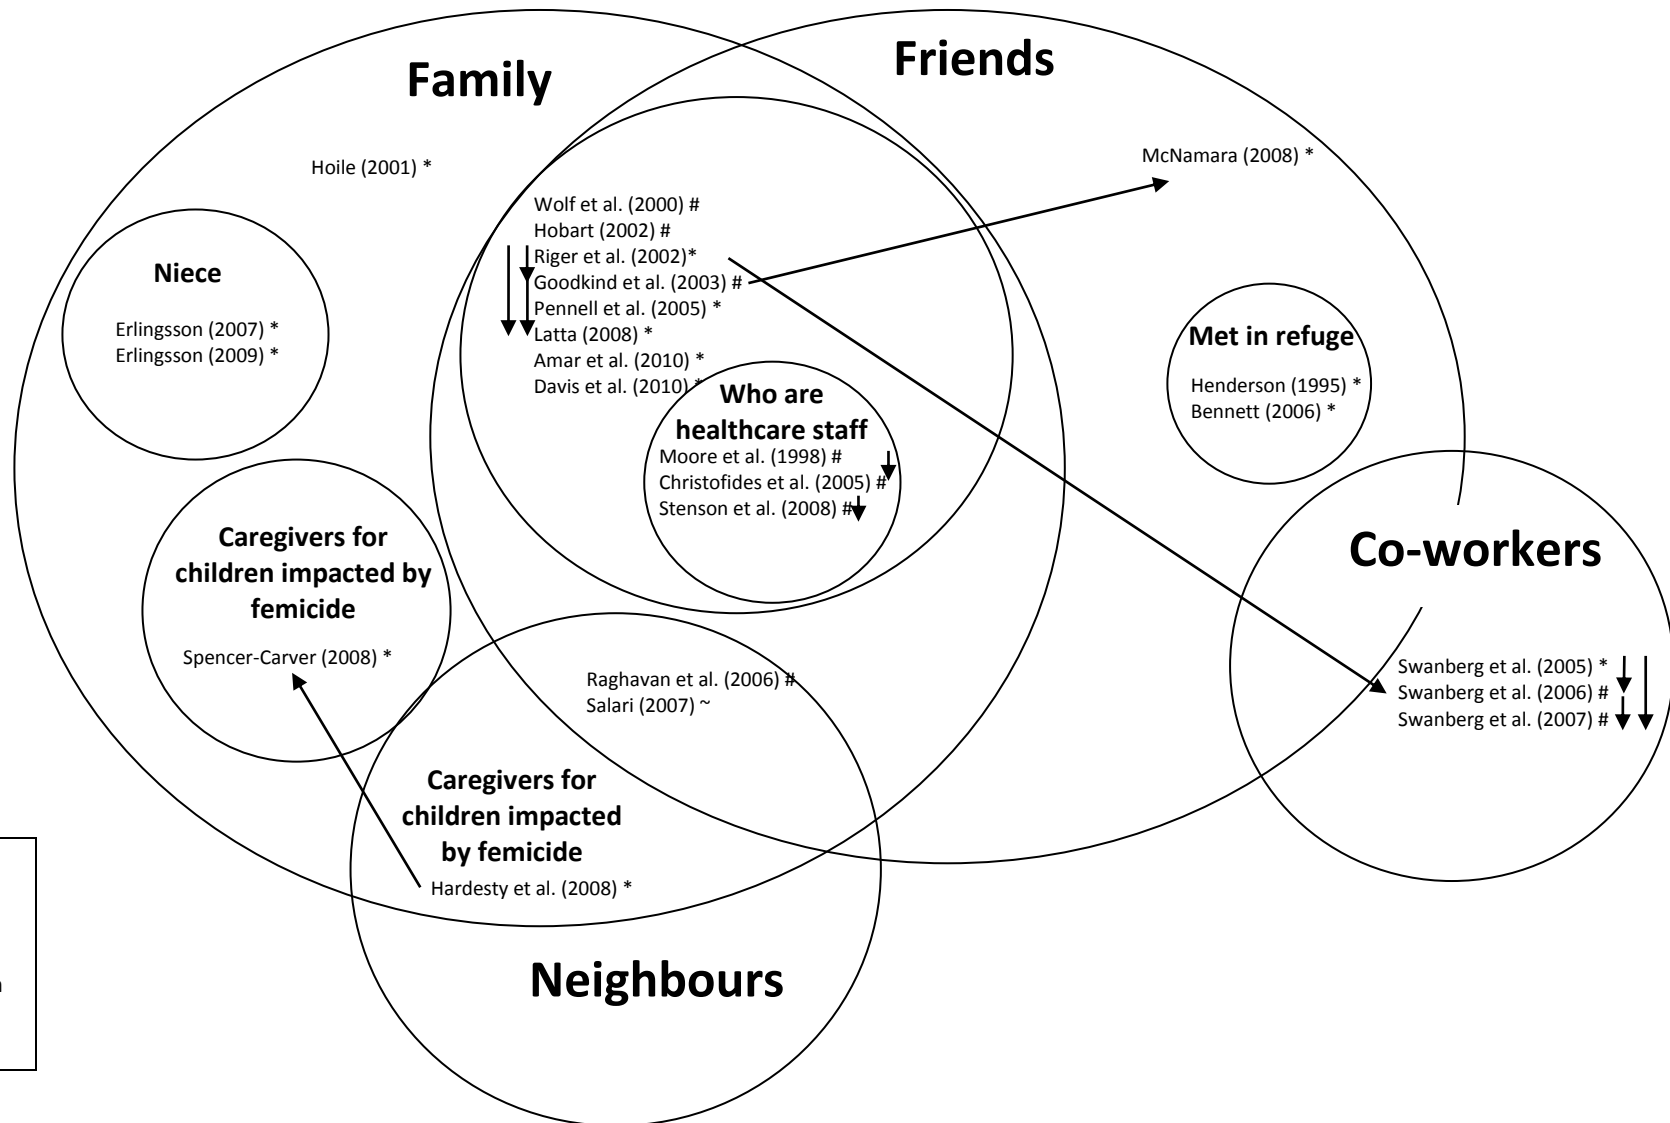 Family
Friends
Hoile (2001) *
McNamara (2008) *
Wolf et al. (2000) #
Hobart (2002) #
Riger et al. (2002)*
Goodkind et al. (2003) #
Pennell et al. (2005) *
Latta (2008) *
Amar et al. (2010) *
Davis et al. (2010) *
Niece
Erlingsson (2007) *
Erlingsson (2009) *
Met in refuge
Henderson (1995) *
Bennett (2006) *
Who are
healthcare staff
Moore et al. (1998) #
Christofides et al. (2005) #
Stenson et al. (2008) #
Caregivers for
children impacted by
femicide
Spencer-Carver (2008) *
Co-workers
Swanberg et al. (2005) *
Swanberg et al. (2006) #
Swanberg et al. (2007) #
Raghavan et al. (2006) #
Salari (2007) ~
Caregivers for
children impacted
by femicide
Hardesty et al. (2008) *
Neighbours